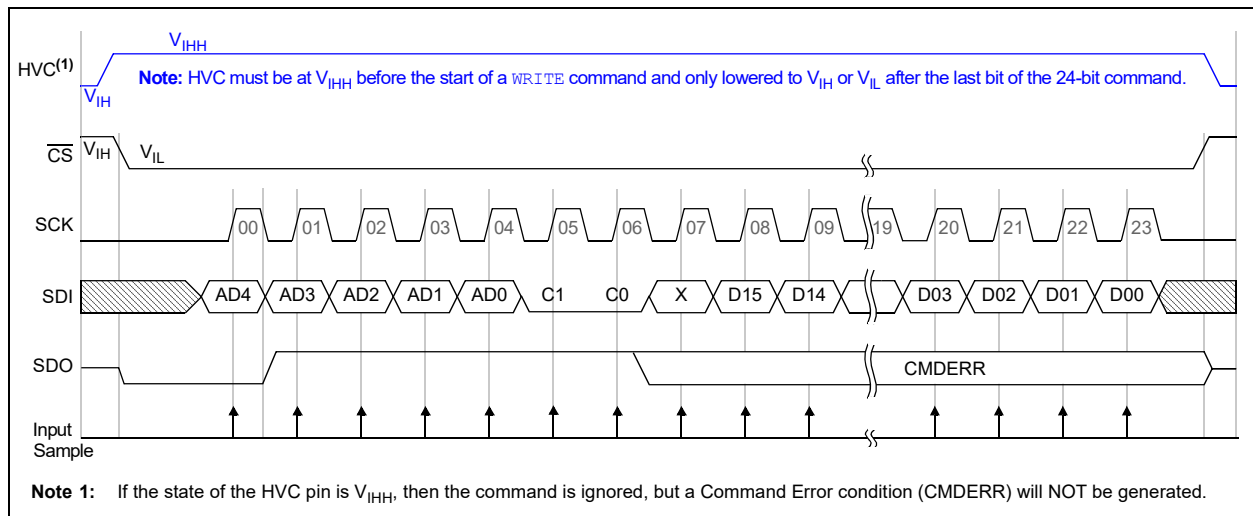 V_IHH
HVC(1)
Note: HVC must be at V_IHH before the start of a WRITE command and only lowered to V_IH or V_IL after the last bit of the 24-bit command.
V_IH
CS V_IH V_IL
SCK 00 01 02 03 04 05 06 07 08 09 19 20 21 22 23
SDI AD4 AD3 AD2 AD1 AD0 C1 C0 X D15 D14 D03 D02 D01 D00
SDO CMDERR
Input
Sample
Note 1: If the state of the HVC pin is V_IHH, then the command is ignored, but a Command Error condition (CMDERR) will NOT be generated.